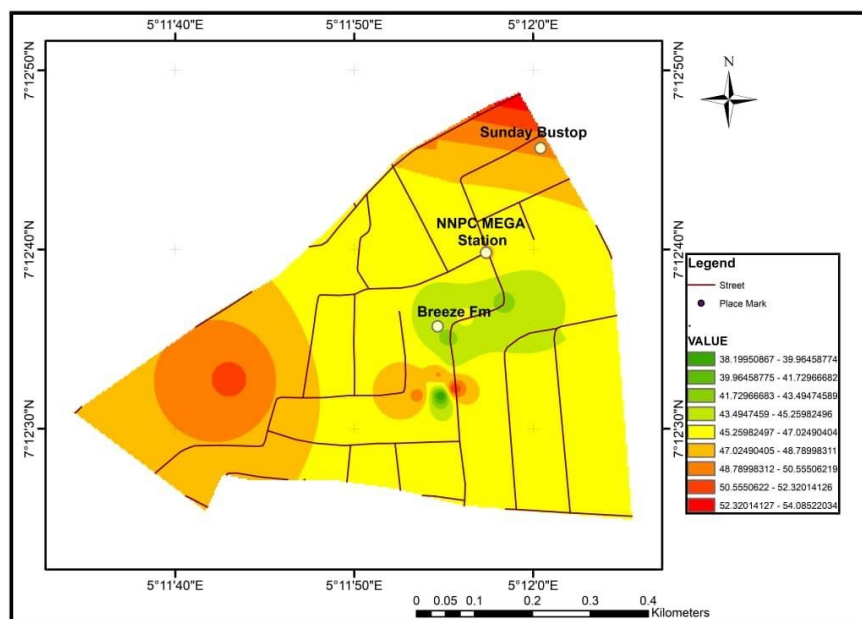 5°11'40"E 5°11'50"E 5°12'0"E
7°12'50"N 7°12'50"N
N
Sunday Bustop
NNPC MEGA
Station
7°12'40"N 7°12'40"N
Breeze Fm
7°12'30"N 7°12'30"N
Legend
Street
Place Mark
VALUE
38.19950867 - 39.96458774
39.96458775 - 41.72966682
41.72966683 - 43.49474589
43.4947459 - 45.25982496
45.25982497 - 47.02490404
47.02490405 - 48.78998311
48.78998312 - 50.55506219
50.5550622 - 52.32014126
52.32014127 - 54.08522034
5°11'40"E 5°11'50"E 5°12'0"E
0 0.05 0.1 0.2 0.3 0.4
Kilometers